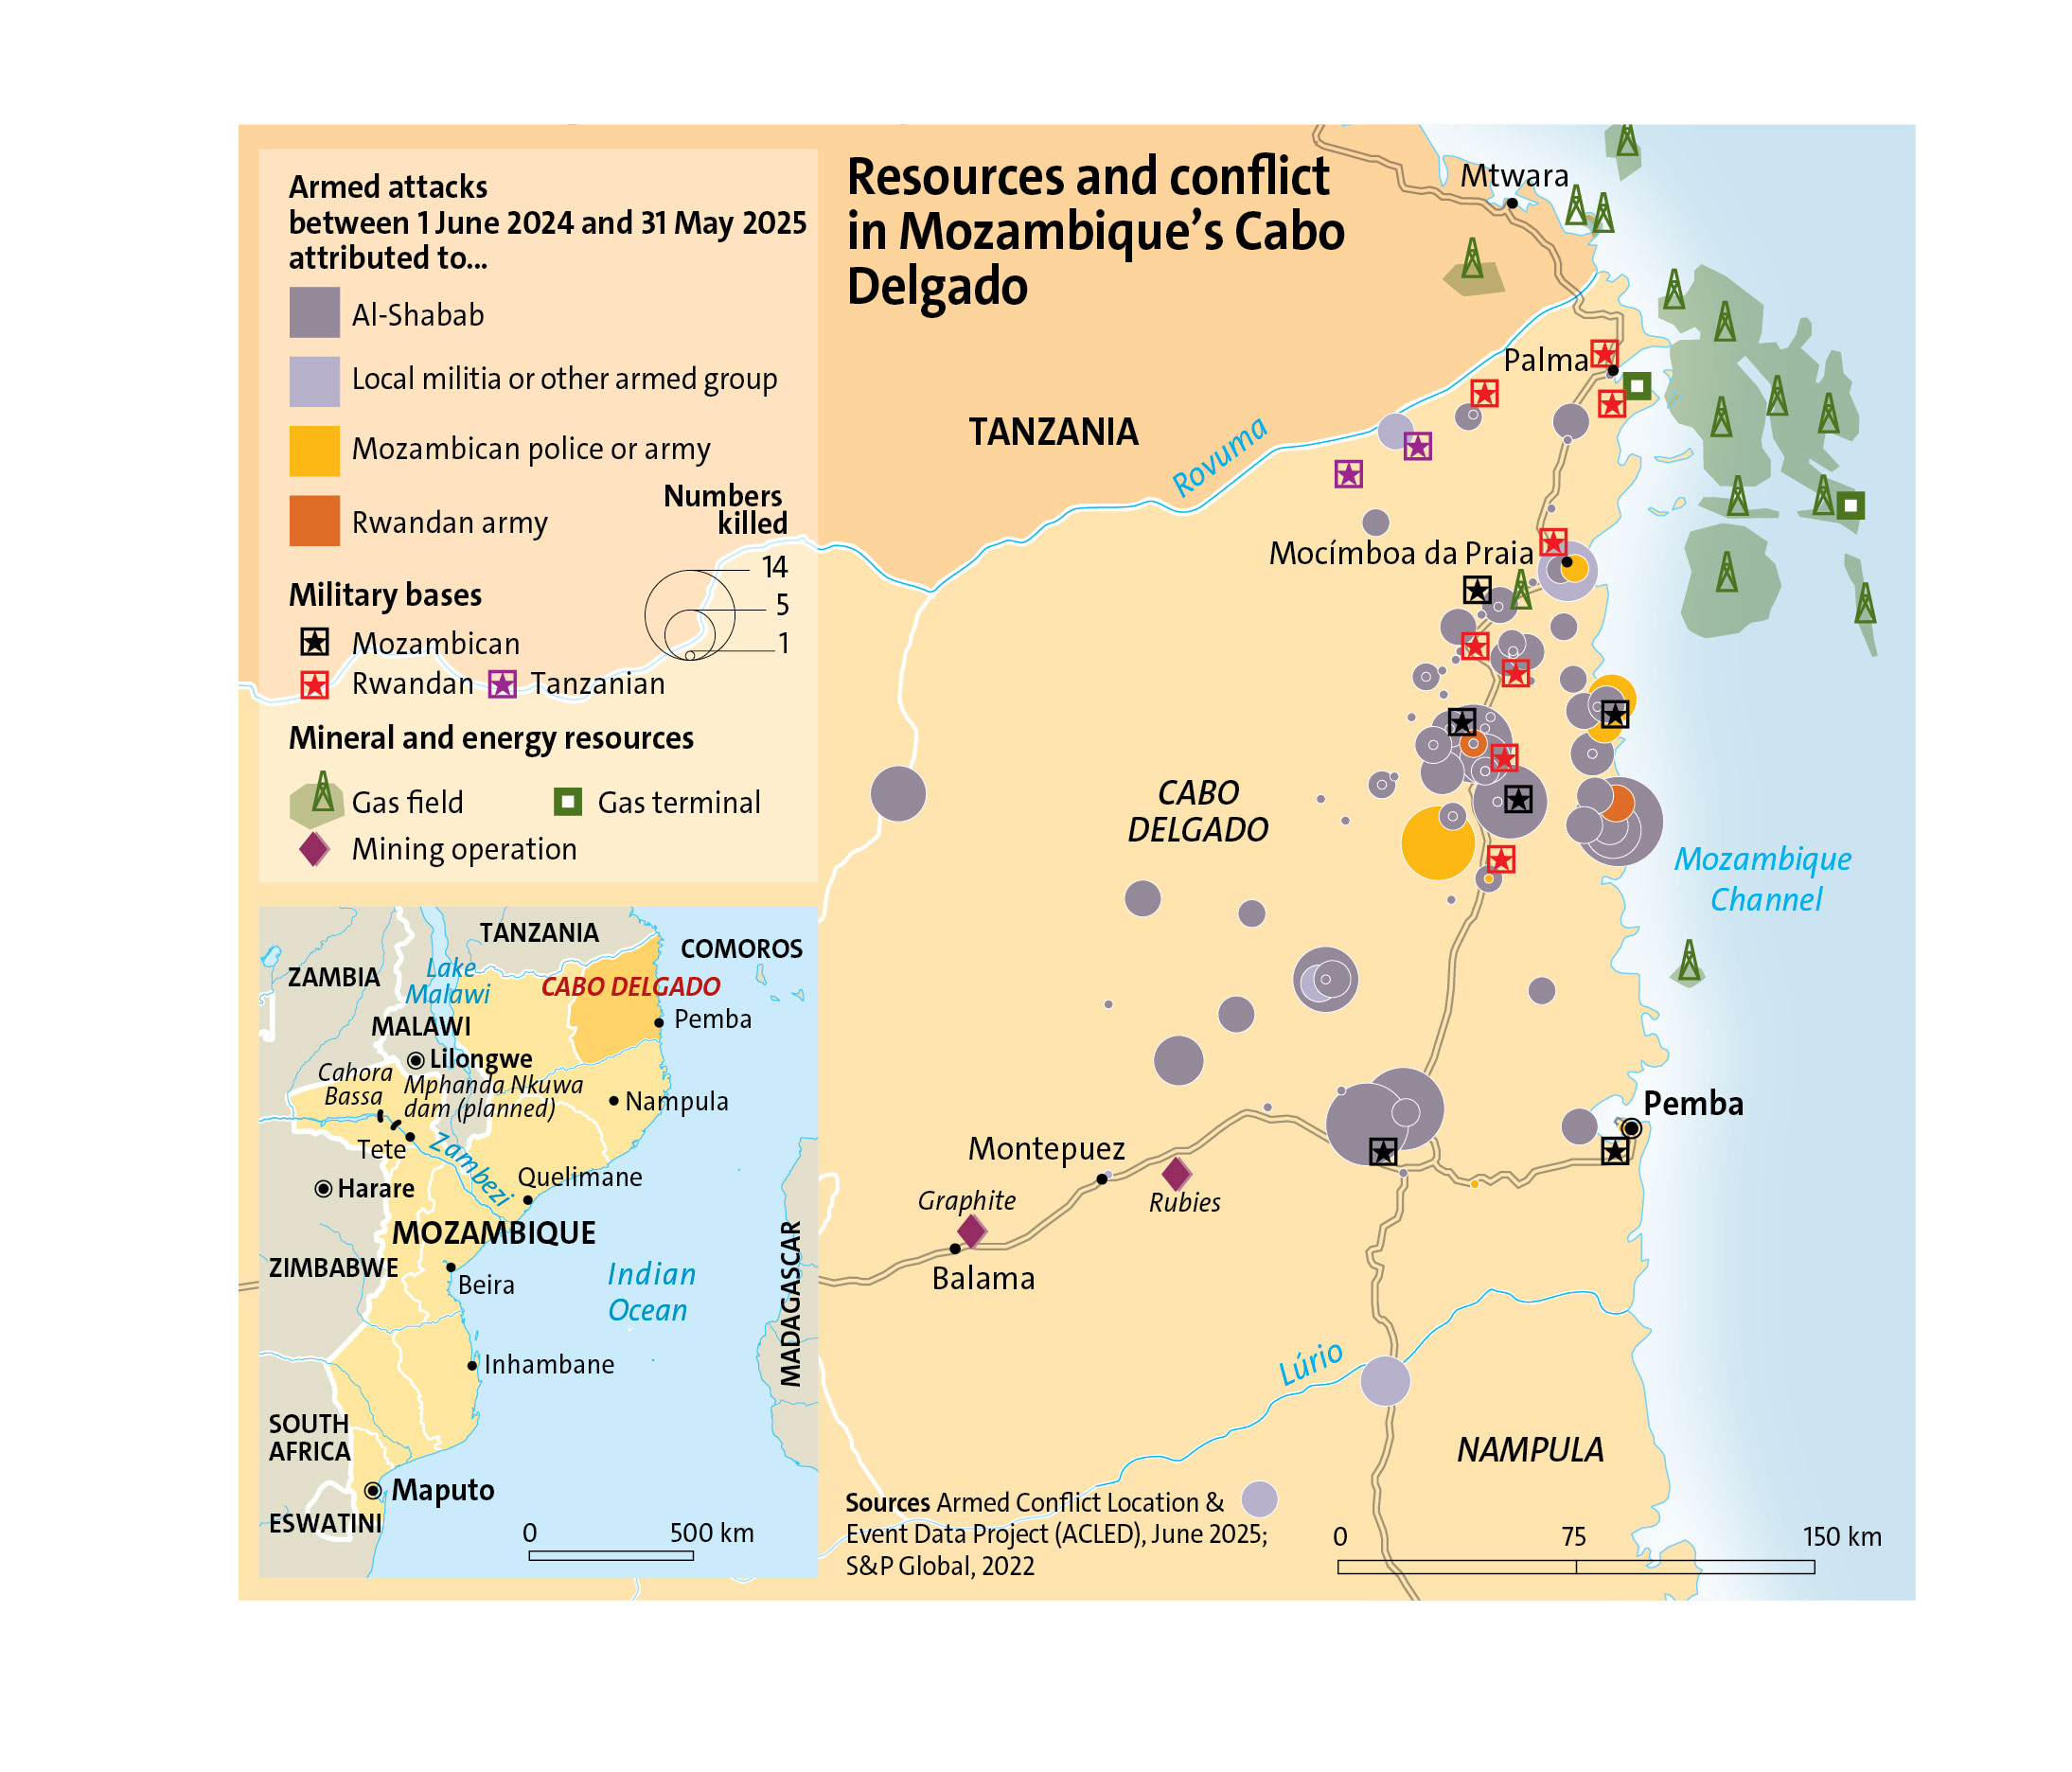 Resources and conflict
in Mozambique’s Cabo
Delgado
Armed attacks
between 1 June 2024 and 31 May 2025
attributed to...
Al-Shabab
Local militia or other armed group
Mozambican police or army
Rwandan army
Numbers
killed
14
5
1
Military bases
Mozambican
Rwandan
Tanzanian
Mineral and energy resources
Gas field
Gas terminal
Mining operation
Mtwara
Palma
TANZANIA
Rovuma
Mocímboa da Praia
CABO
DELGADO
Mozambique
Channel
Pemba
Montepuez
Graphite
Rubies
Balama
Lúrio
NAMPULA
TANZANIA
COMOROS
ZAMBIA
Lake
Malawi
CABO DELGADO
Pemba
MALAWI
Lilongwe
Cahora
Bassa
Mphanda Nkuwa
dam (planned)
Nampula
Tete
Zambezi
Quelimane
Harare
MOZAMBIQUE
ZIMBABWE
Beira
Indian
Ocean
MADAGASCAR
Inhambane
SOUTH
AFRICA
Maputo
ESWATINI
0 500 km
Sources Armed Conflict Location &
Event Data Project (ACLED), June 2025;
S&P Global, 2022
0 75 150 km